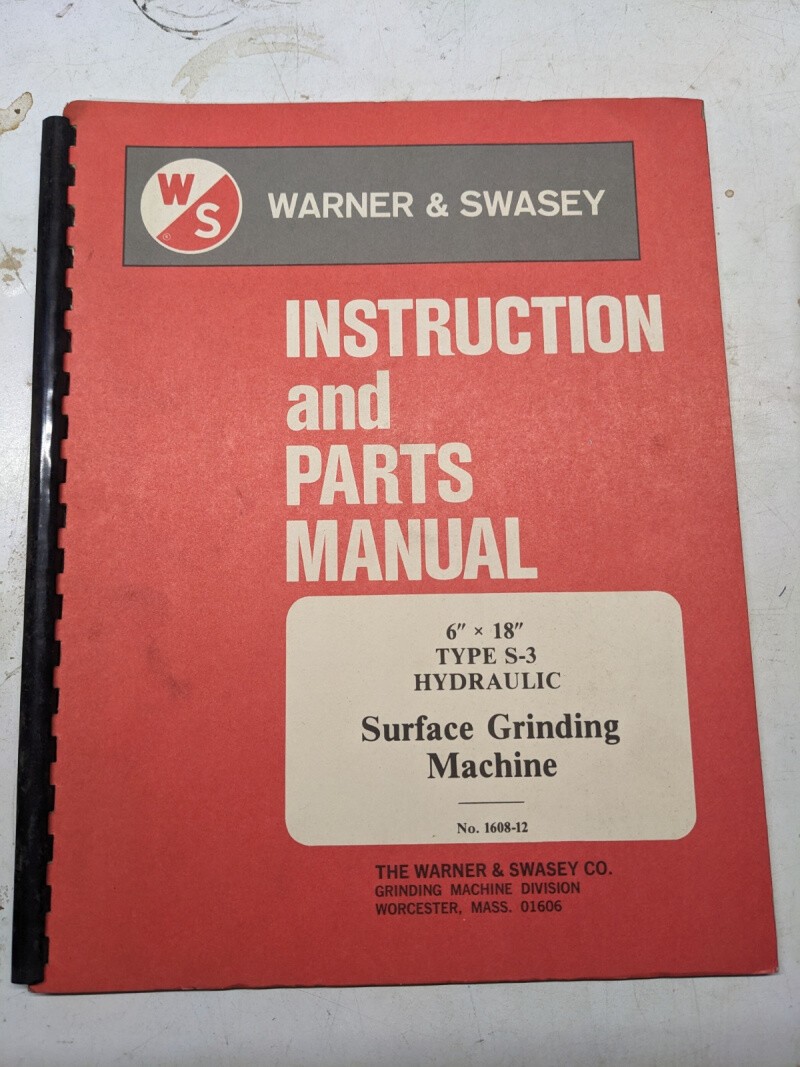 W
S
®
WARNER & SWASEY
INSTRUCTION
and
PARTS
MANUAL
6″ × 18″
TYPE S-3
HYDRAULIC
Surface Grinding
Machine
No. 1608-12
THE WARNER & SWASEY CO.
GRINDING MACHINE DIVISION
WORCESTER, MASS. 01606